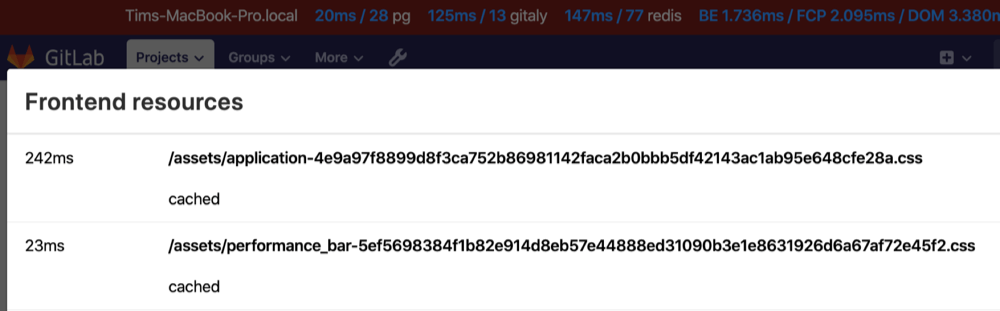 Tims-MacBook-Pro.local 20ms / 28 pg 125ms / 13 gitaly 147ms / 77 redis BE 1.736ms / FCP 2.095ms / DOM 3.380m
GitLab Projects Groups More
Frontend resources
242ms /assets/application-4e9a97f8899d8f3ca752b86981142faca2b0bbb5df42143ac1ab95e648cfe28a.css
cached
23ms /assets/performance_bar-5ef5698384f1b82e914d8eb57e44888ed31090b3e1e8631926d6a67af72e45f2.css
cached